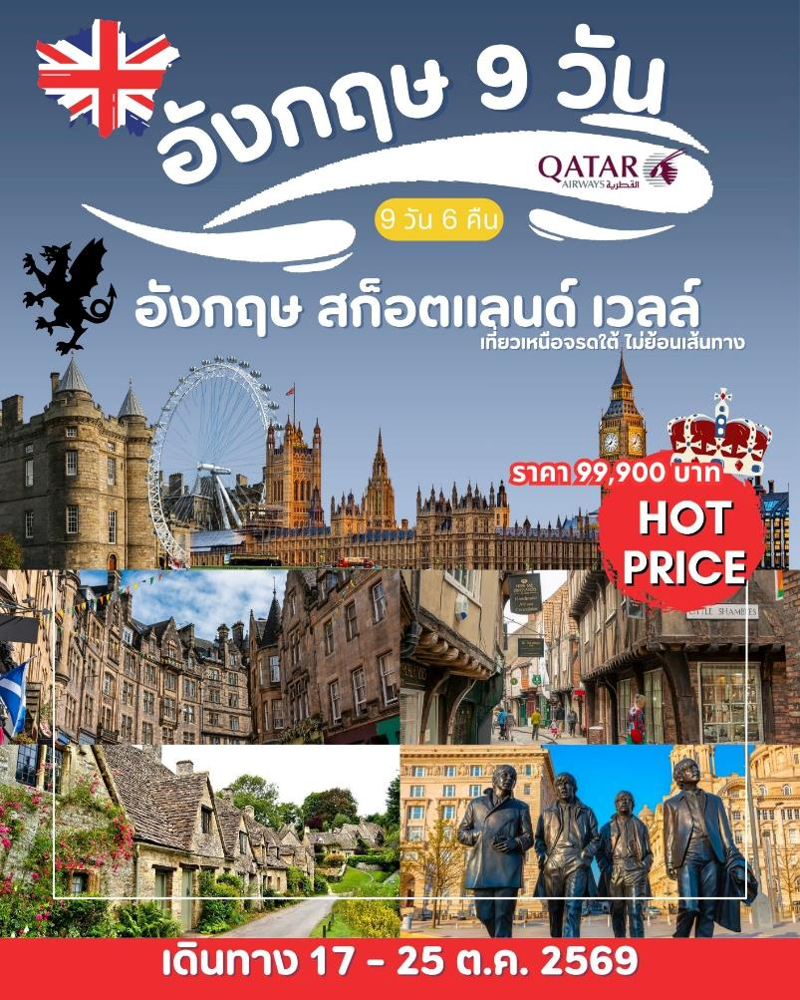 อังกฤษ 9 วัน
QATAR
AIRWAYS القطرية
9 วัน 6 คืน
อังกฤษ สก็อตแลนด์ เวลล์
เที่ยวเหนือจรดใต้ ไม่ย้อนเส้นทาง
ราคา 99,900 บาท
HOT
PRICE
LITTLE SHAMBLES
เดินทาง 17 - 25 ต.ค. 2569